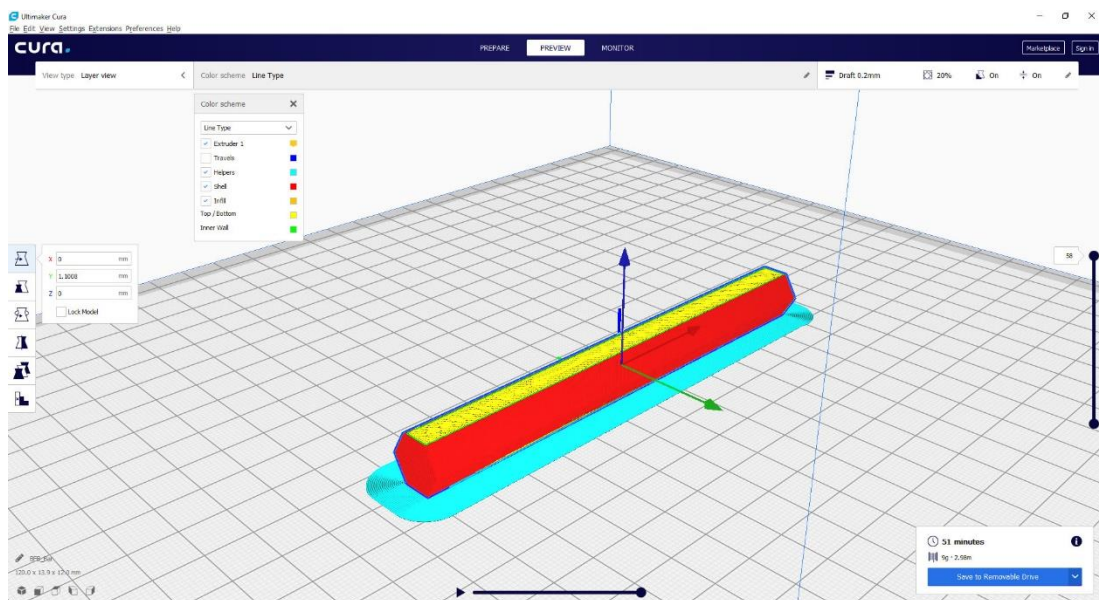 Ultimaker Cura
File Edit View Settings Extensions Preferences Help
cura.
PREPARE PREVIEW MONITOR
Marketplace Sign in
View type Layer view
Color scheme Line Type
Draft 0.2mm 20% On On
Color scheme
Line Type
Extruder 1
Travels
Helpers
Shell
Infill
Top / Bottom
Inner Wall
X 0 mm
Y 1.1008 mm
Z 0 mm
Lock Model
58
51 minutes
9g · 2.58m
Save to Removable Drive